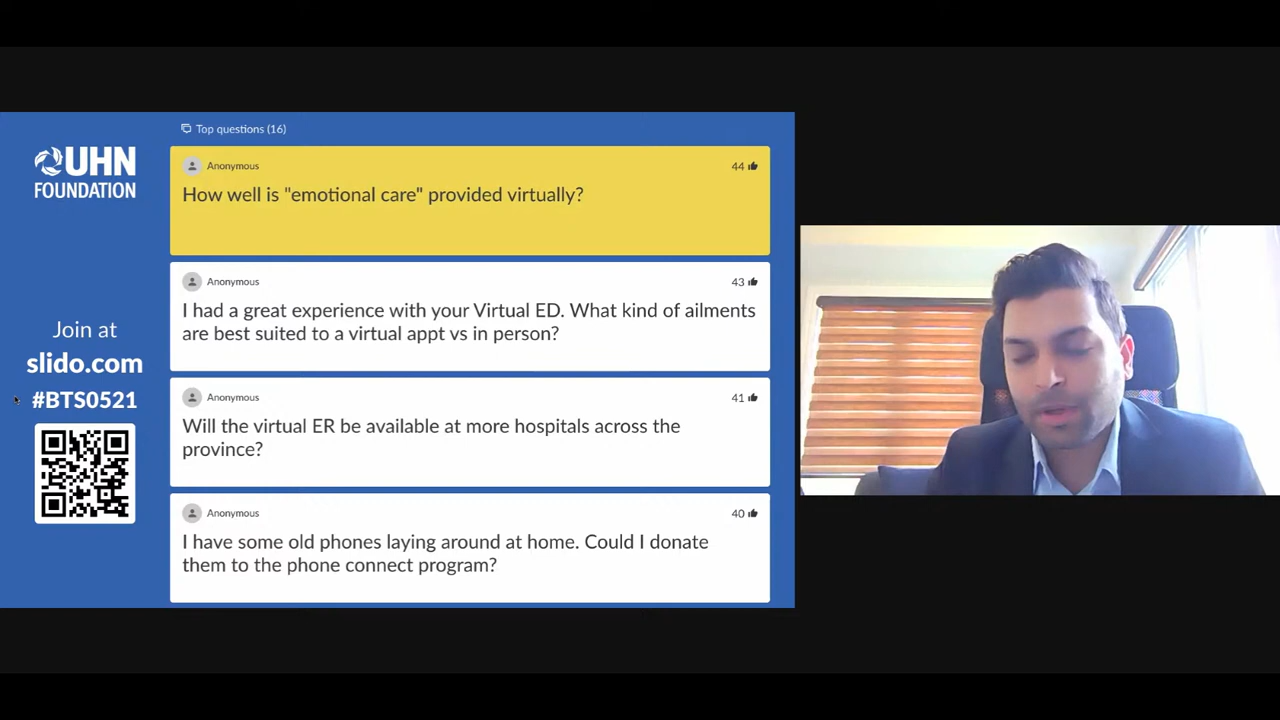 UHN
FOUNDATION
Join at
slido.com
#BTS0521
Top questions (16)
Anonymous
44
How well is "emotional care" provided virtually?
Anonymous
43
I had a great experience with your Virtual ED. What kind of ailments
are best suited to a virtual appt vs in person?
Anonymous
41
Will the virtual ER be available at more hospitals across the
province?
Anonymous
40
I have some old phones laying around at home. Could I donate
them to the phone connect program?